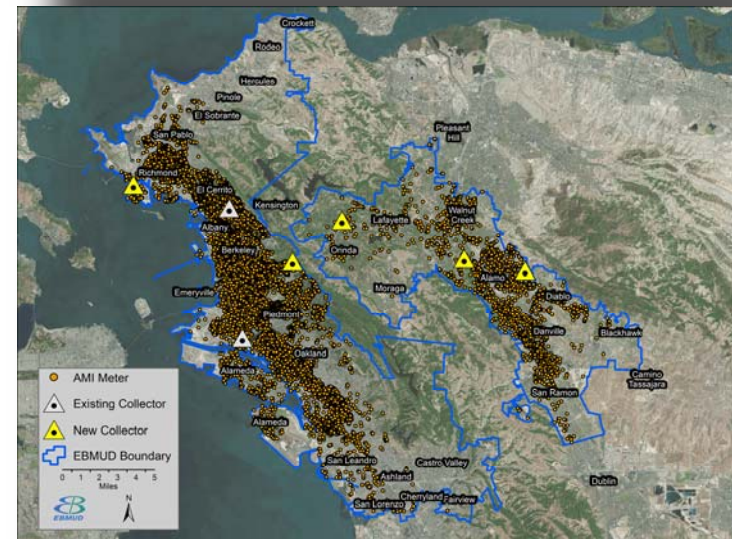 Crockett
Rodeo
Hercules
Pinole
El Sobrante
San Pablo
Pleasant
Hill
Richmond
El Cerrito
Kensington
Lafayette
Walnut
Creek
Albany
Orinda
Berkeley
Alamo
Moraga
Diablo
Emeryville
Piedmont
Danville
Blackhawk
Oakland
Alameda
Camino
Tassajara
San Ramon
Alameda
San Leandro
Castro Valley
Ashland
Dublin
Cherryland
Fairview
San Lorenzo
AMI Meter
Existing Collector
New Collector
EBMUD Boundary
0 1 2 3 4 5
Miles
N
EBMUD